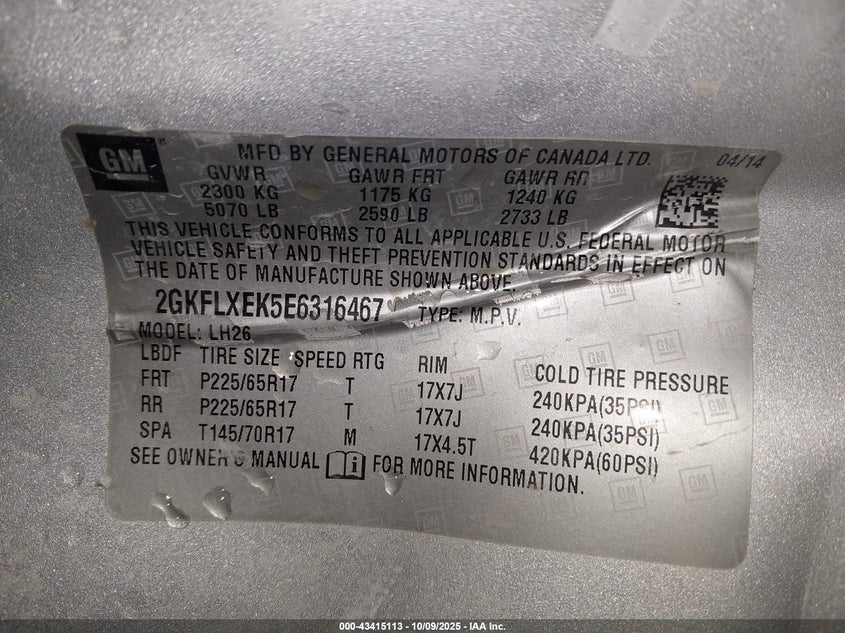 GM
MFD BY GENERAL MOTORS OF CANADA LTD. 04/14
GVWR GAWR FRT GAWR RR
2300 KG 1175 KG 1240 KG
5070 LB 2590 LB 2733 LB
THIS VEHICLE CONFORMS TO ALL APPLICABLE U.S. FEDERAL MOTOR
VEHICLE SAFETY AND THEFT PREVENTION STANDARDS IN EFFECT ON
THE DATE OF MANUFACTURE SHOWN ABOVE.
2GKFLXEK5E6316467 TYPE: M.P.V.
MODEL: LH26
LBDF TIRE SIZE SPEED RTG RIM COLD TIRE PRESSURE
FRT P225/65R17 T 17X7J 240KPA(35PSI)
RR P225/65R17 T 17X7J 240KPA(35PSI)
SPA T145/70R17 M 17X4.5T 420KPA(60PSI)
SEE OWNER'S MANUAL FOR MORE INFORMATION.
000-43415113 - 10/09/2025 - IAA Inc.